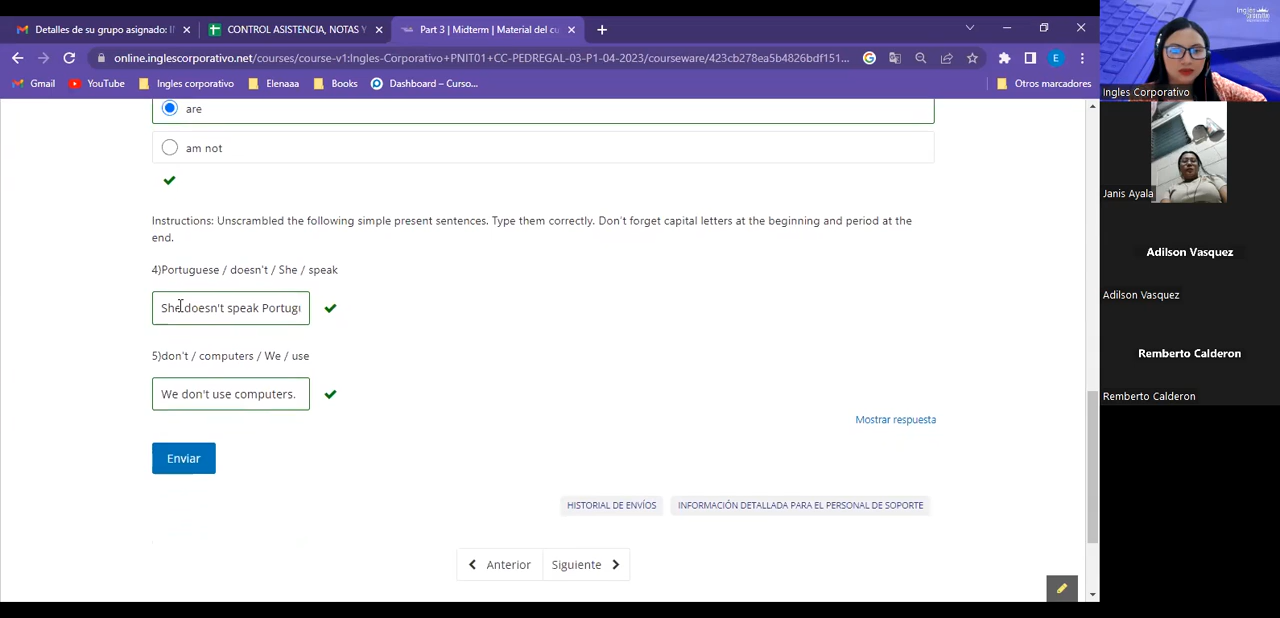 Detalles de su grupo asignado: I
CONTROL ASISTENCIA, NOTAS Y
Part 3 | Midterm | Material del cu
online.inglescorporativo.net/courses/course-v1:Ingles-Corporativo+PNIT01+CC-PEDREGAL-03-P1-04-2023/courseware/423cb278ea5b4826bdf151...
E
Gmail
YouTube
Ingles corporativo
Elenaaa
Books
Dashboard – Curso...
Otros marcadores
are
am not
Instructions: Unscrambled the following simple present sentences. Type them correctly. Don't forget capital letters at the beginning and period at the
end.
4)Portuguese / doesn't / She / speak
She doesn't speak Portugu
5)don't / computers / We / use
We don't use computers.
Mostrar respuesta
Enviar
HISTORIAL DE ENVÍOS
INFORMACIÓN DETALLADA PARA EL PERSONAL DE SOPORTE
Anterior
Siguiente
Ingles
Ingles Corporativo
Janis Ayala
Adilson Vasquez
Adilson Vasquez
Remberto Calderon
Remberto Calderon